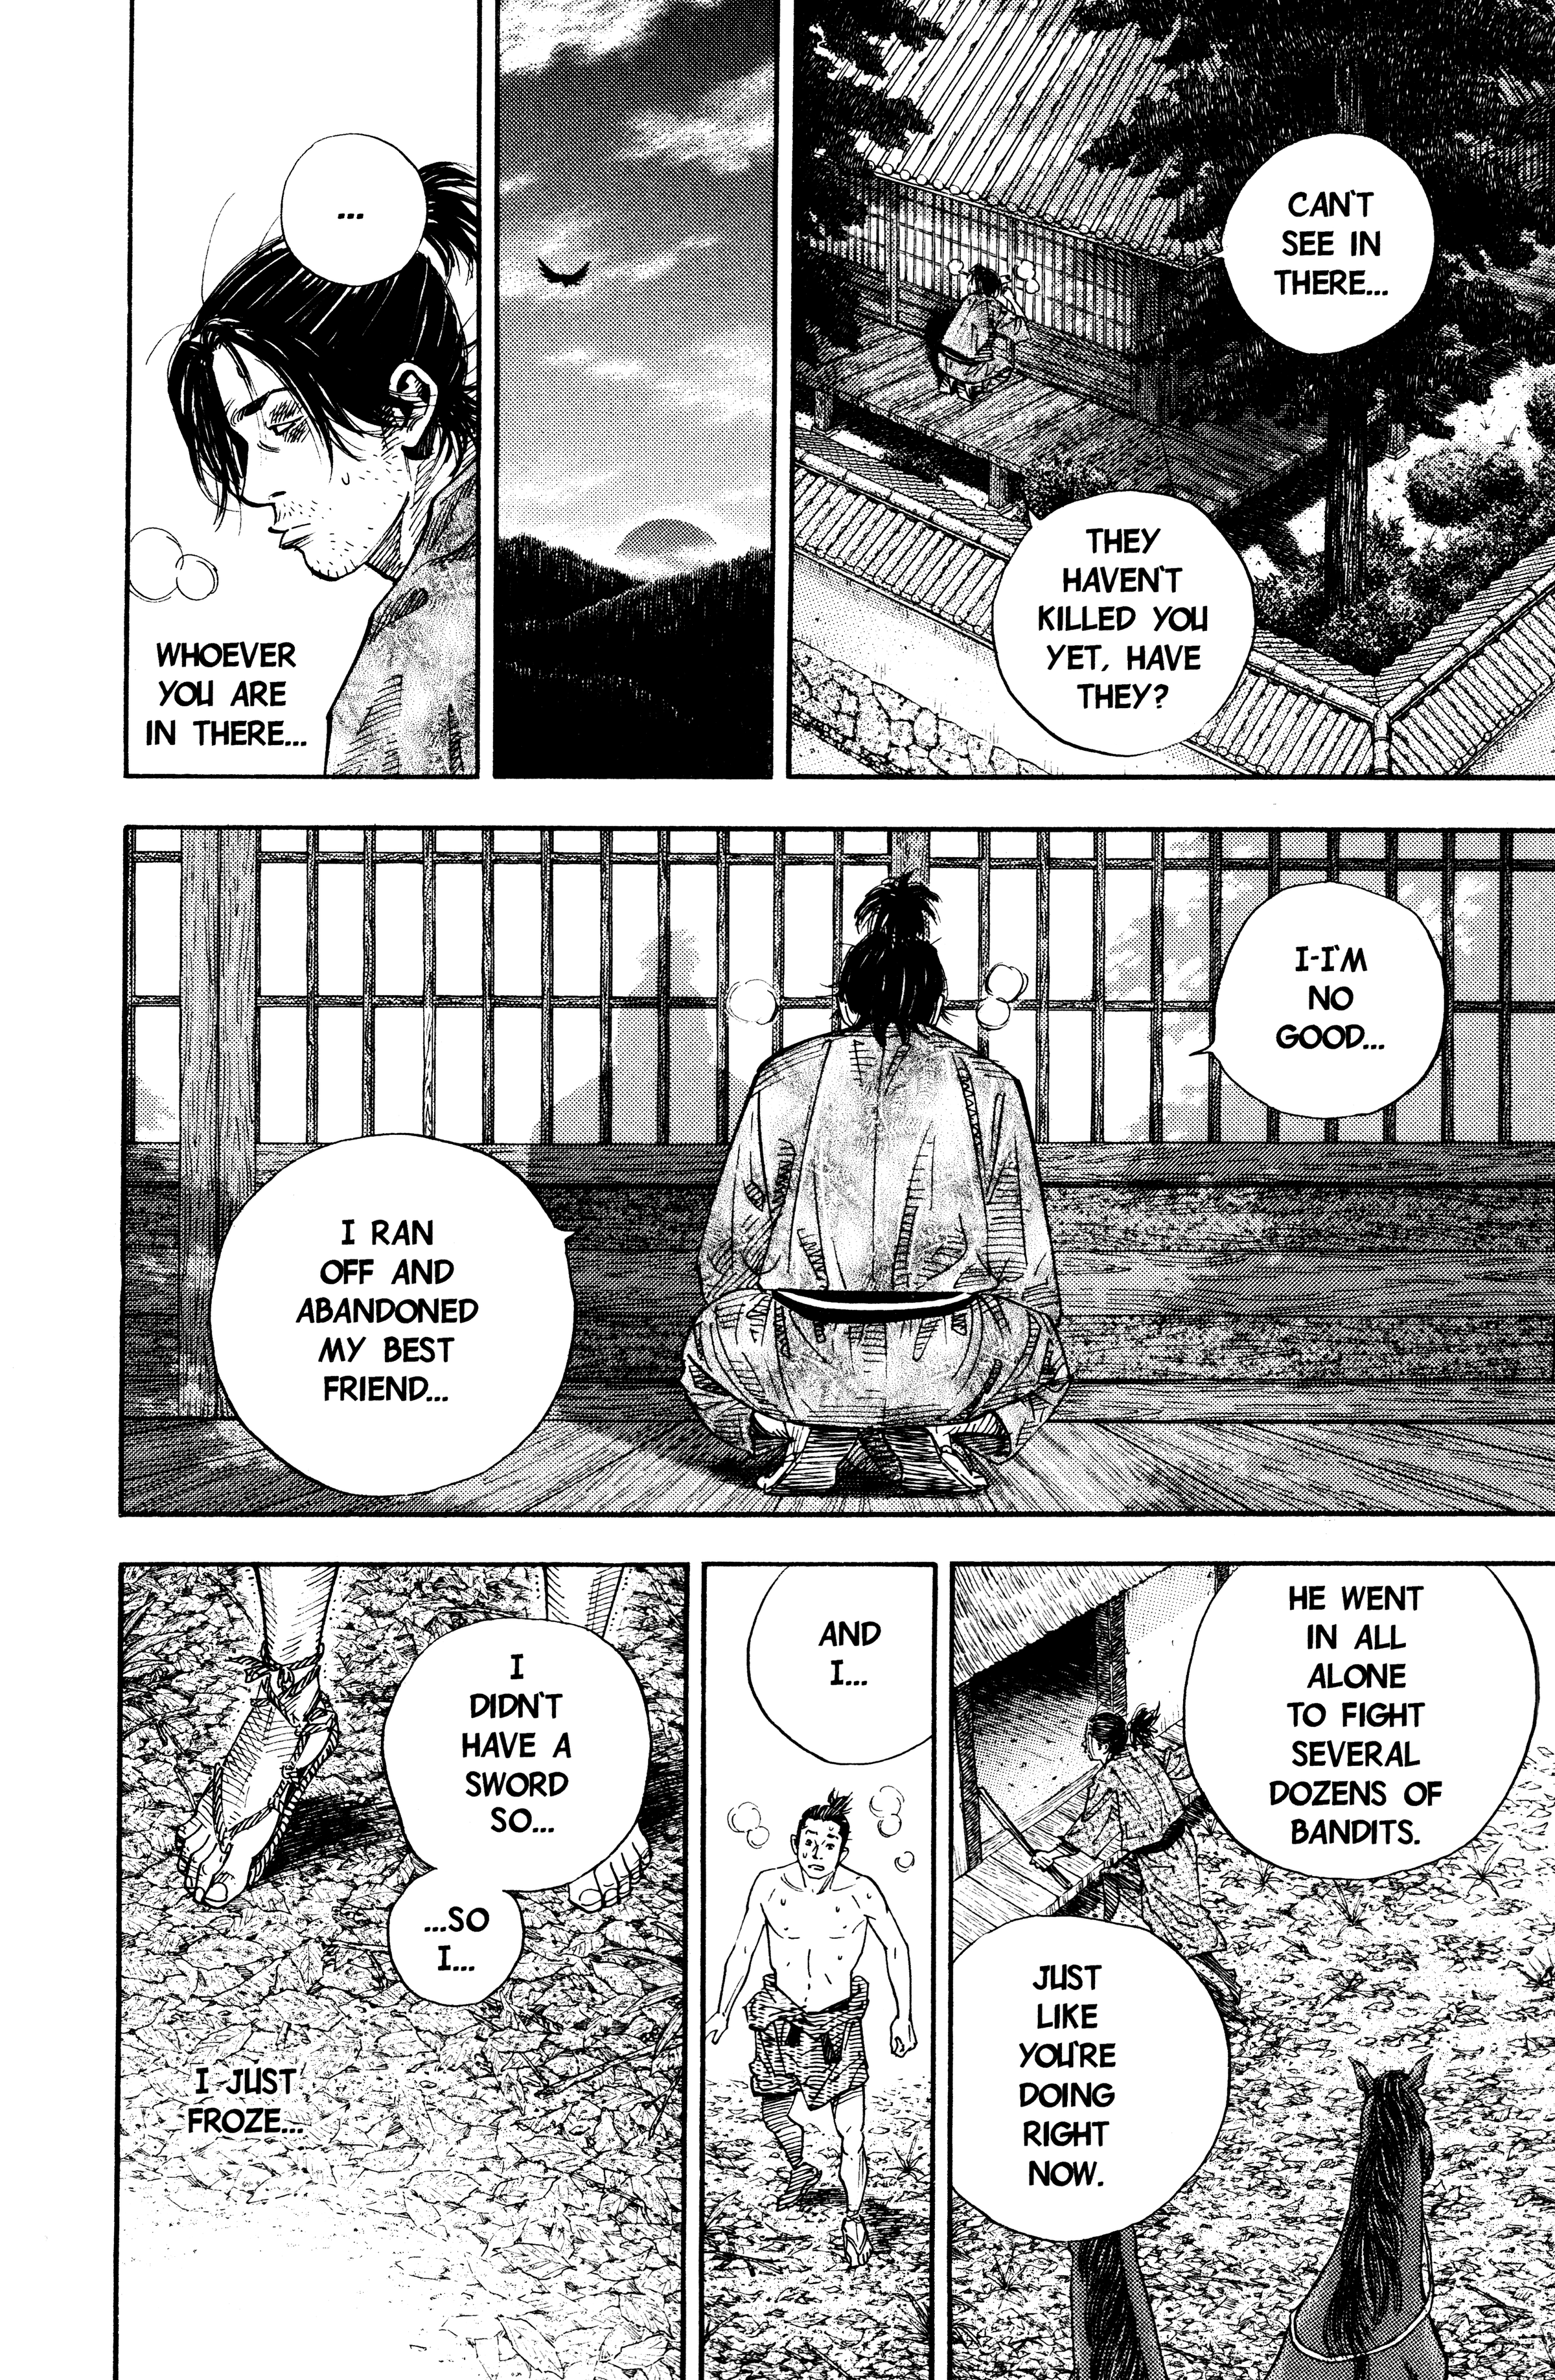 CAN'T
SEE IN
THERE...
THEY
HAVEN'T
KILLED YOU
YET, HAVE
THEY?
...
WHOEVER
YOU ARE
IN THERE...
I-I'M
NO
GOOD...
I RAN
OFF AND
ABANDONED
MY BEST
FRIEND...
HE WENT
IN ALL
ALONE
TO FIGHT
SEVERAL
DOZENS OF
BANDITS.
JUST
LIKE
YOU'RE
DOING
RIGHT
NOW.
AND
I...
I
DIDN'T
HAVE A
SWORD
SO...
...SO
I...
I JUST
FROZE...